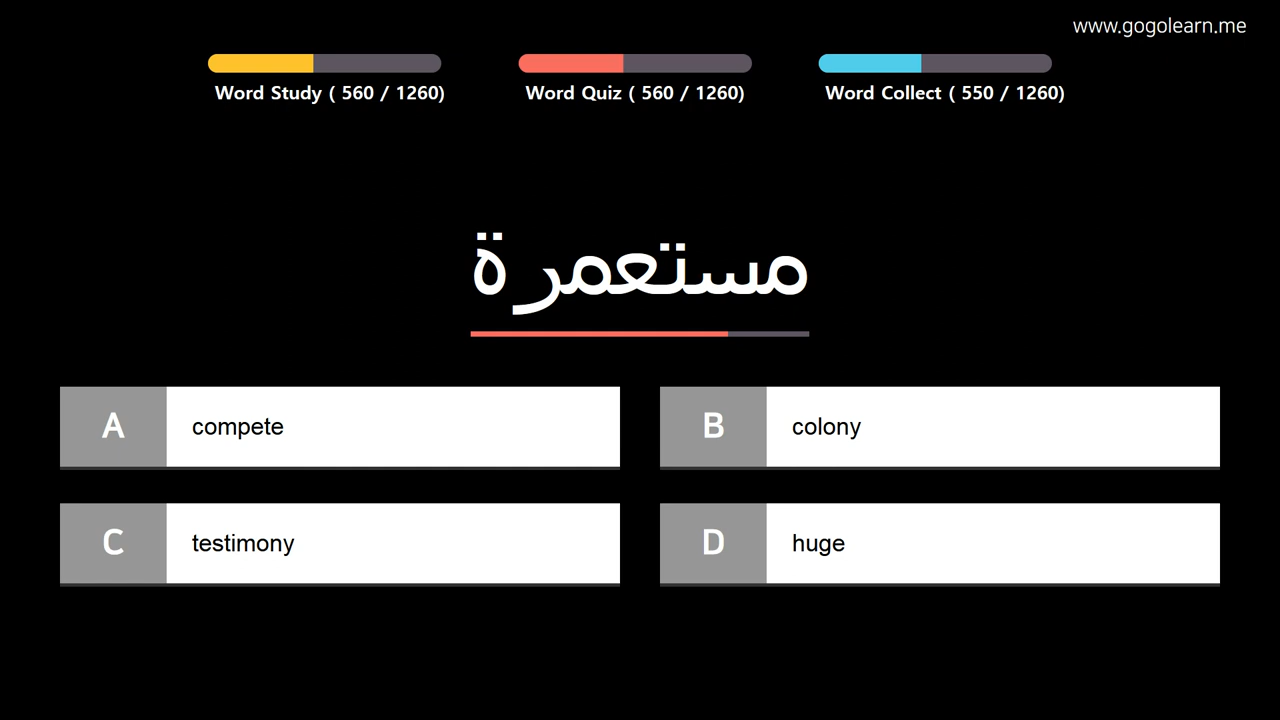 www.gogolearn.me
Word Study ( 560 / 1260)
Word Quiz ( 560 / 1260)
Word Collect ( 550 / 1260)
مستعمرة
A compete
B colony
C testimony
D huge